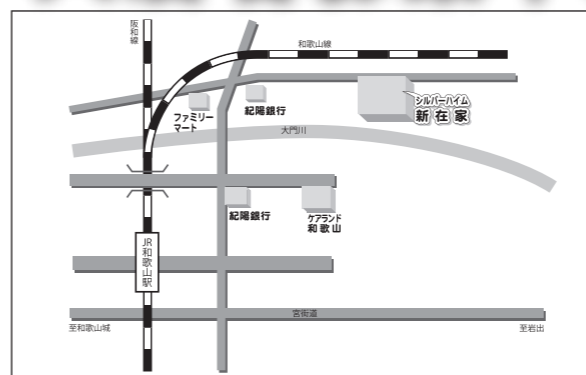 阪和線
和歌山線
ファミリー
マート
紀陽銀行
シルバーハイム
新在家
大門川
紀陽銀行
ケアランド
和歌山
JR和歌山駅
宮街道
至和歌山城
至岩出